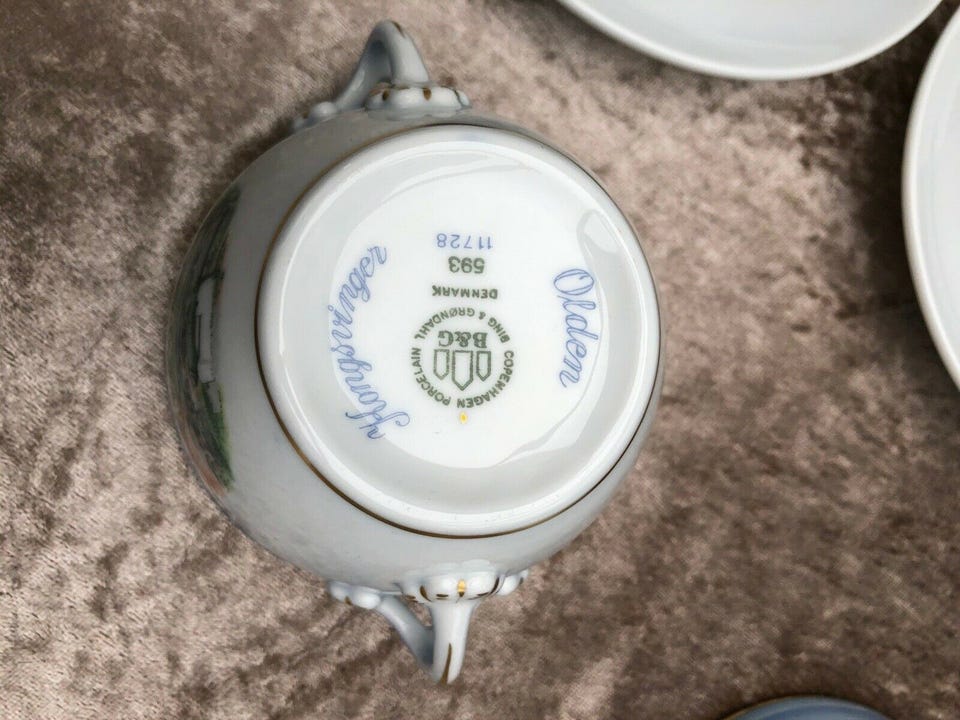 Olden
Kongsvinger
COPENHAGEN PORCELAIN
BING & GRØNDAHL
B&G
DENMARK
593
11728